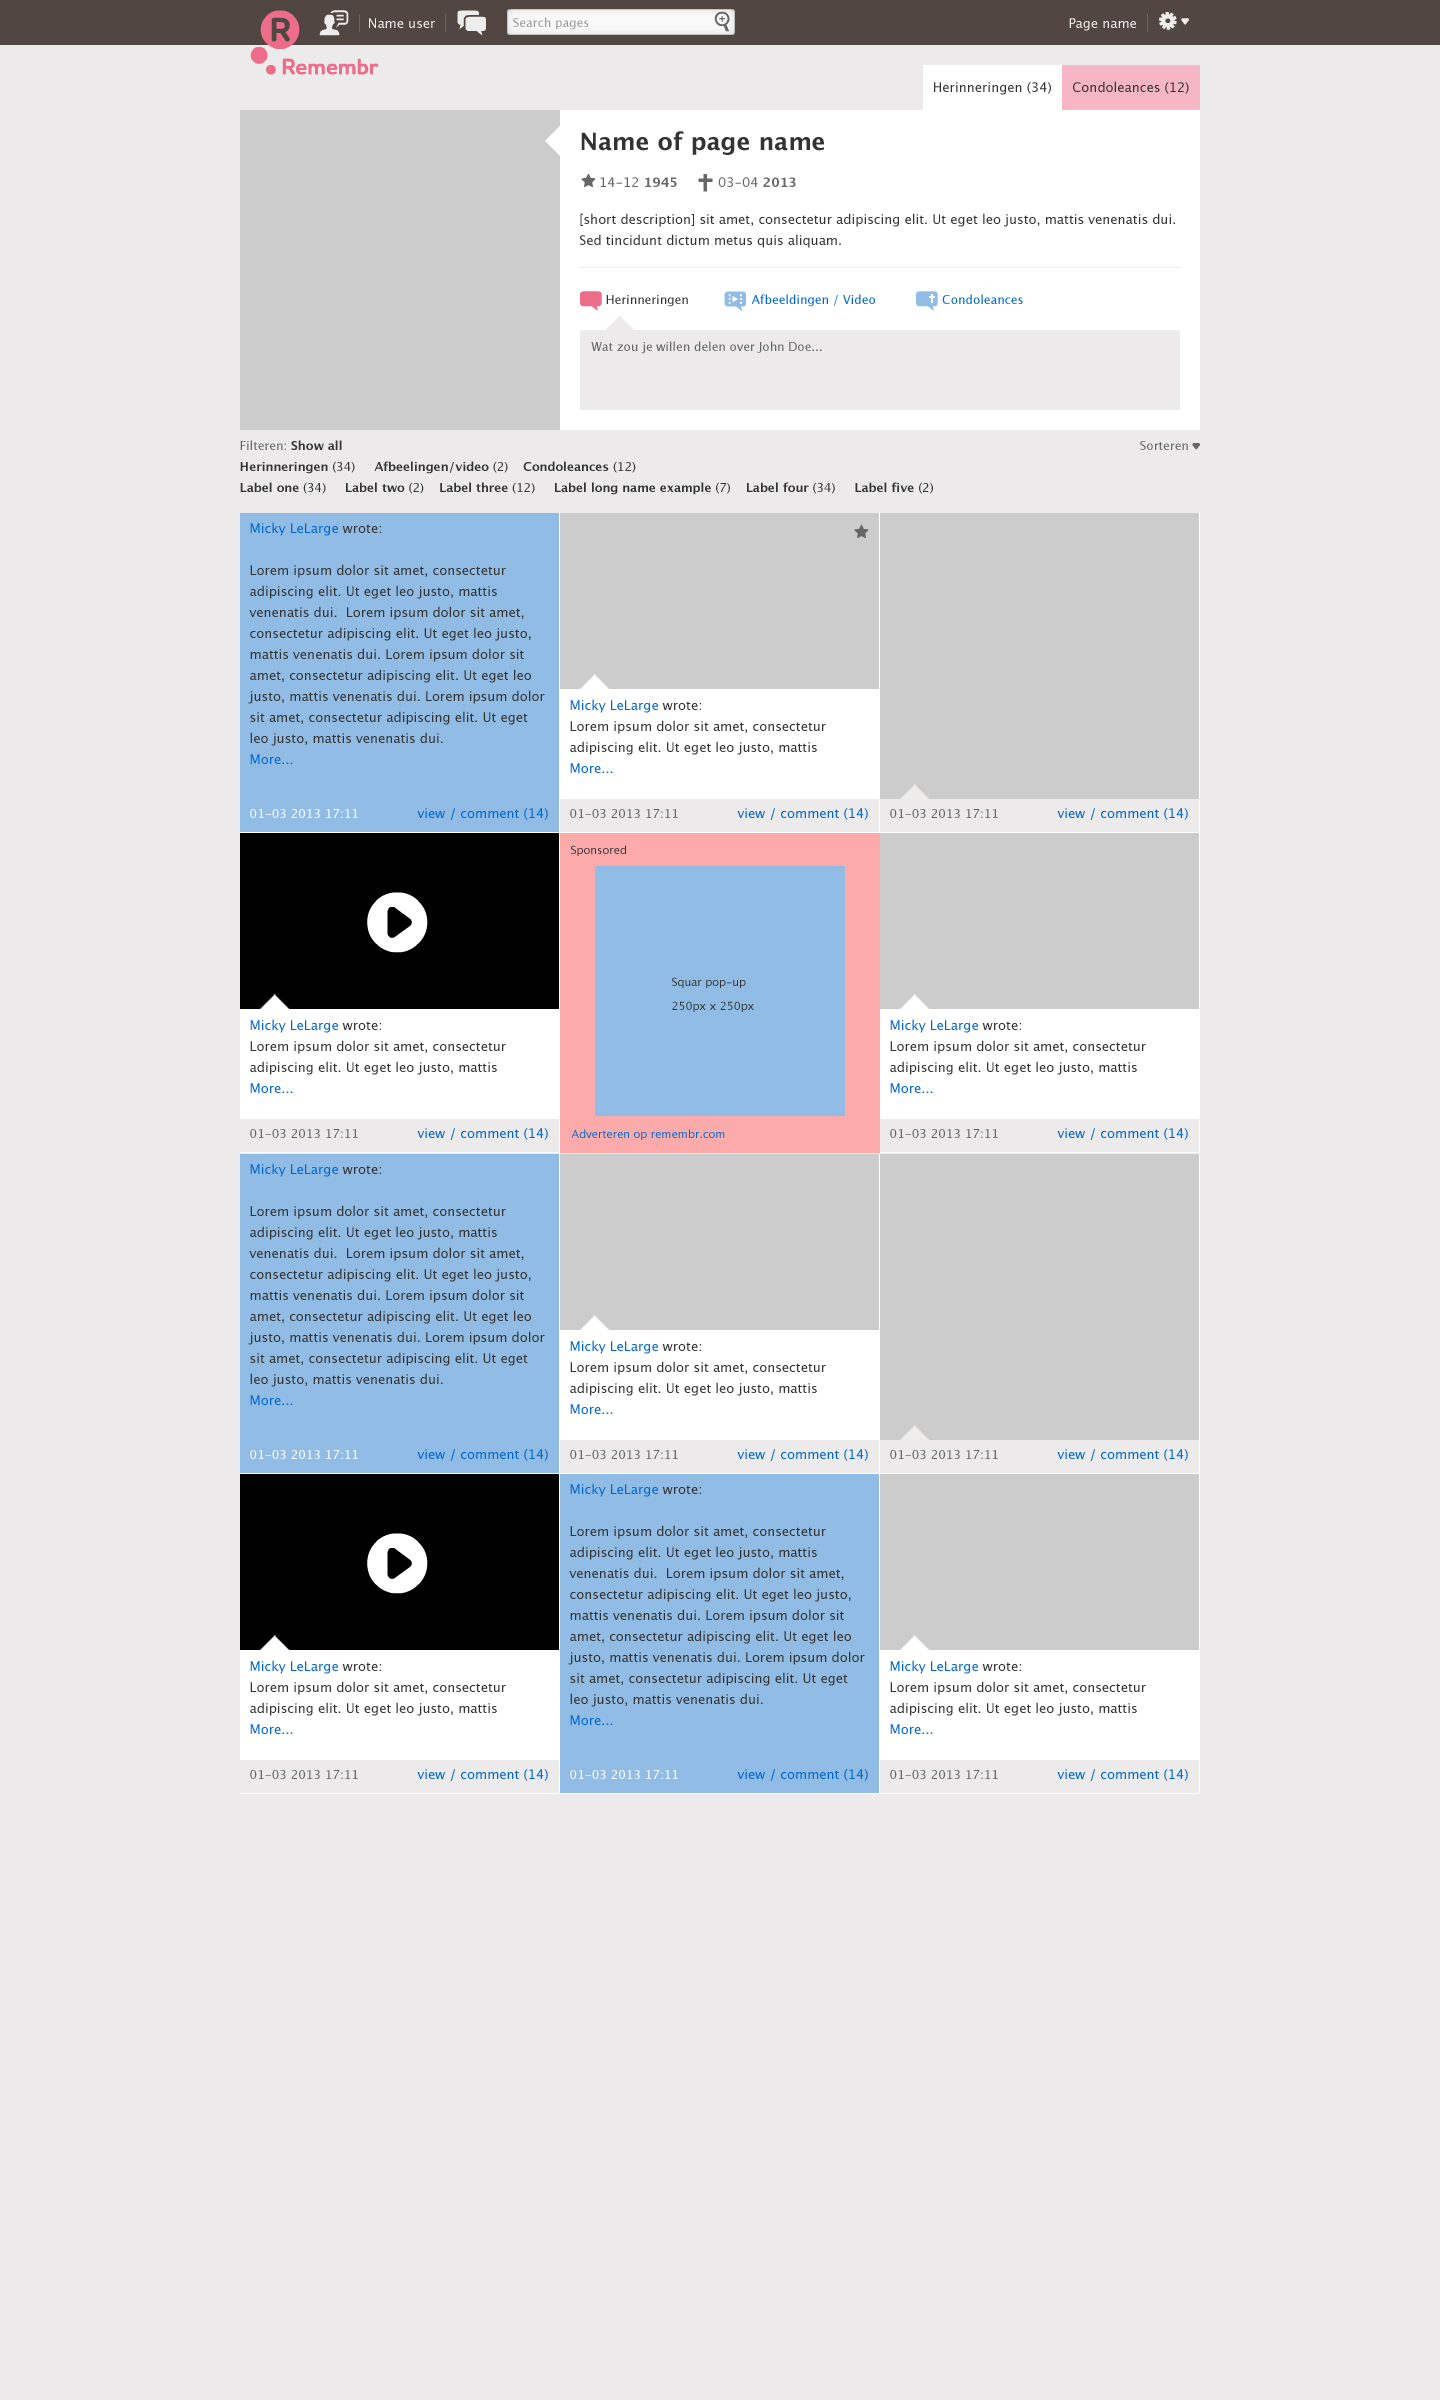 R
Remembr
Name user
Search pages
Page name
Herinneringen (34)
Condoleances (12)
Name of page name
14-12 1945
03-04 2013
[short description] sit amet, consectetur adipiscing elit. Ut eget leo justo, mattis venenatis dui.
Sed tincidunt dictum metus quis aliquam.
Herinneringen
Afbeeldingen / Video
Condoleances
Wat zou je willen delen over John Doe...
Filteren: Show all
Sorteren
Herinneringen (34) Afbeelingen/video (2) Condoleances (12)
Label one (34) Label two (2) Label three (12) Label long name example (7) Label four (34) Label five (2)
Micky LeLarge wrote:
Lorem ipsum dolor sit amet, consectetur
adipiscing elit. Ut eget leo justo, mattis
venenatis dui.  Lorem ipsum dolor sit amet,
consectetur adipiscing elit. Ut eget leo justo,
mattis venenatis dui. Lorem ipsum dolor sit
amet, consectetur adipiscing elit. Ut eget leo
justo, mattis venenatis dui. Lorem ipsum dolor
sit amet, consectetur adipiscing elit. Ut eget
leo justo, mattis venenatis dui.
More...
01-03 2013 17:11
view / comment (14)
Micky LeLarge wrote:
Lorem ipsum dolor sit amet, consectetur
adipiscing elit. Ut eget leo justo, mattis
More...
01-03 2013 17:11
view / comment (14)
01-03 2013 17:11
view / comment (14)
Micky LeLarge wrote:
Lorem ipsum dolor sit amet, consectetur
adipiscing elit. Ut eget leo justo, mattis
More...
01-03 2013 17:11
view / comment (14)
Sponsored
Squar pop-up
250px x 250px
Adverteren op remembr.com
Micky LeLarge wrote:
Lorem ipsum dolor sit amet, consectetur
adipiscing elit. Ut eget leo justo, mattis
More...
01-03 2013 17:11
view / comment (14)
Micky LeLarge wrote:
Lorem ipsum dolor sit amet, consectetur
adipiscing elit. Ut eget leo justo, mattis
venenatis dui.  Lorem ipsum dolor sit amet,
consectetur adipiscing elit. Ut eget leo justo,
mattis venenatis dui. Lorem ipsum dolor sit
amet, consectetur adipiscing elit. Ut eget leo
justo, mattis venenatis dui. Lorem ipsum dolor
sit amet, consectetur adipiscing elit. Ut eget
leo justo, mattis venenatis dui.
More...
01-03 2013 17:11
view / comment (14)
Micky LeLarge wrote:
Lorem ipsum dolor sit amet, consectetur
adipiscing elit. Ut eget leo justo, mattis
More...
01-03 2013 17:11
view / comment (14)
01-03 2013 17:11
view / comment (14)
Micky LeLarge wrote:
Lorem ipsum dolor sit amet, consectetur
adipiscing elit. Ut eget leo justo, mattis
More...
01-03 2013 17:11
view / comment (14)
Micky LeLarge wrote:
Lorem ipsum dolor sit amet, consectetur
adipiscing elit. Ut eget leo justo, mattis
venenatis dui.  Lorem ipsum dolor sit amet,
consectetur adipiscing elit. Ut eget leo justo,
mattis venenatis dui. Lorem ipsum dolor sit
amet, consectetur adipiscing elit. Ut eget leo
justo, mattis venenatis dui. Lorem ipsum dolor
sit amet, consectetur adipiscing elit. Ut eget
leo justo, mattis venenatis dui.
More...
01-03 2013 17:11
view / comment (14)
Micky LeLarge wrote:
Lorem ipsum dolor sit amet, consectetur
adipiscing elit. Ut eget leo justo, mattis
More...
01-03 2013 17:11
view / comment (14)